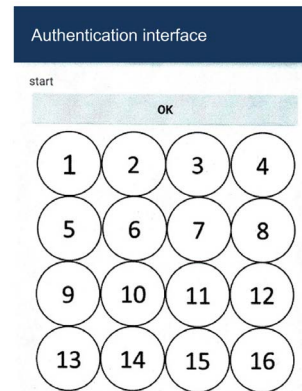 Authentication interface
start
OK
1 2 3 4
5 6 7 8
9 10 11 12
13 14 15 16